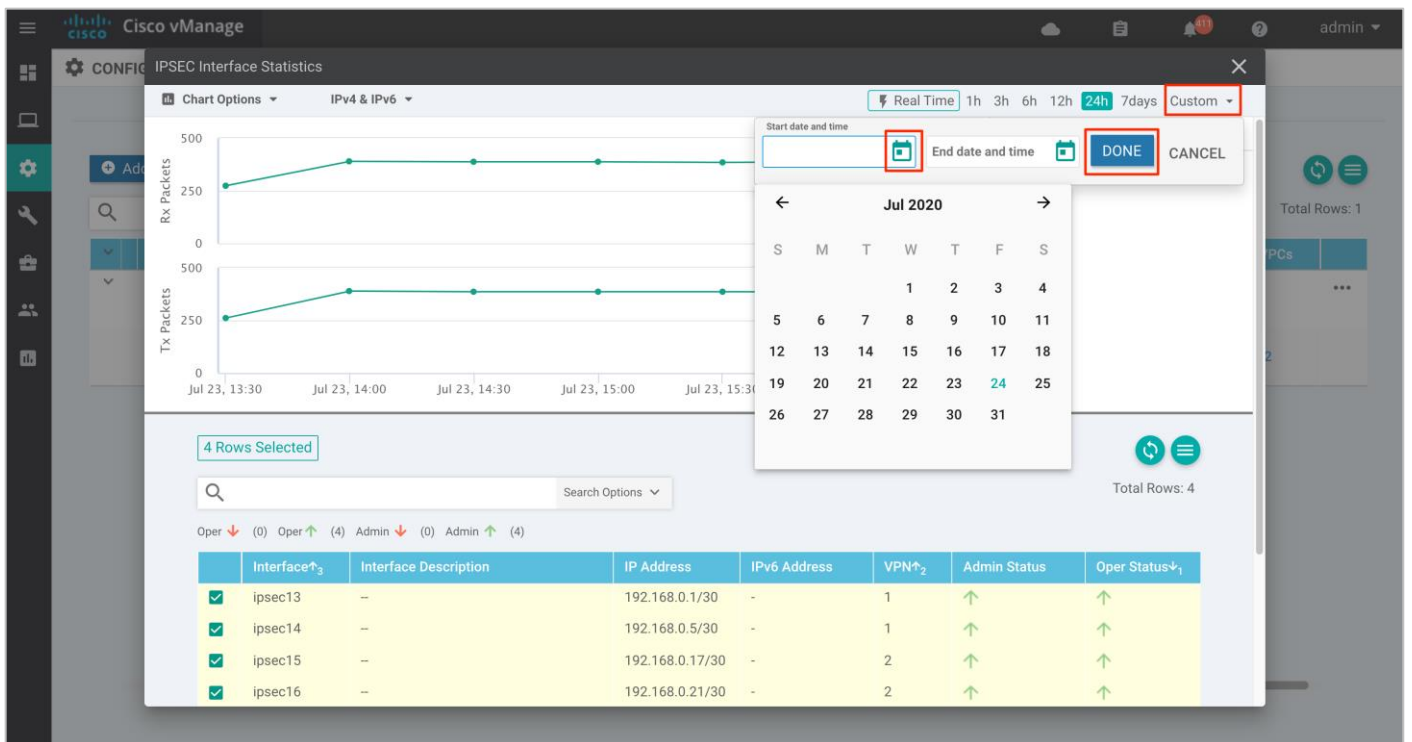 cisco Cisco vManage
411
admin
CONFIG
IPSEC Interface Statistics
Chart Options
IPv4 & IPv6
Real Time 1h 3h 6h 12h 24h 7days Custom
Start date and time
End date and time
DONE
CANCEL
500
250
0
Rx Packets
500
250
0
Tx Packets
Jul 23, 13:30 Jul 23, 14:00 Jul 23, 14:30 Jul 23, 15:00 Jul 23, 15:30
Jul 2020
S M T W T F S
1 2 3 4
5 6 7 8 9 10 11
12 13 14 15 16 17 18
19 20 21 22 23 24 25
26 27 28 29 30 31
Add
Total Rows: 1
PCs
2
4 Rows Selected
Search Options
Total Rows: 4
Oper (0) Oper (4) Admin (0) Admin (4)
Interface 3 Interface Description IP Address IPv6 Address VPN 2 Admin Status Oper Status 1
ipsec13 -- 192.168.0.1/30 - 1
ipsec14 -- 192.168.0.5/30 - 1
ipsec15 -- 192.168.0.17/30 - 2
ipsec16 -- 192.168.0.21/30 - 2